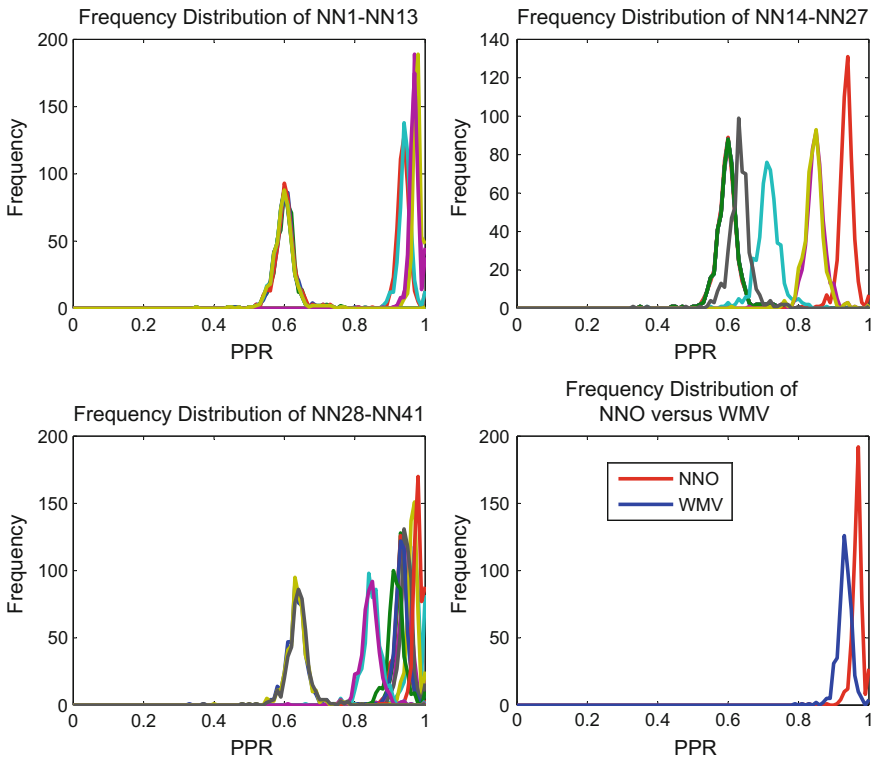 Frequency Distribution of NN1-NN13
200
150
100
50
0
Frequency
0 0.2 0.4 0.6 0.8 1
PPR
Frequency Distribution of NN14-NN27
140
120
100
80
60
40
20
0
Frequency
0 0.2 0.4 0.6 0.8 1
PPR
Frequency Distribution of NN28-NN41
200
150
100
50
0
Frequency
0 0.2 0.4 0.6 0.8 1
PPR
Frequency Distribution of
NNO versus WMV
200
150
100
50
0
Frequency
NNO
WMV
0 0.2 0.4 0.6 0.8 1
PPR